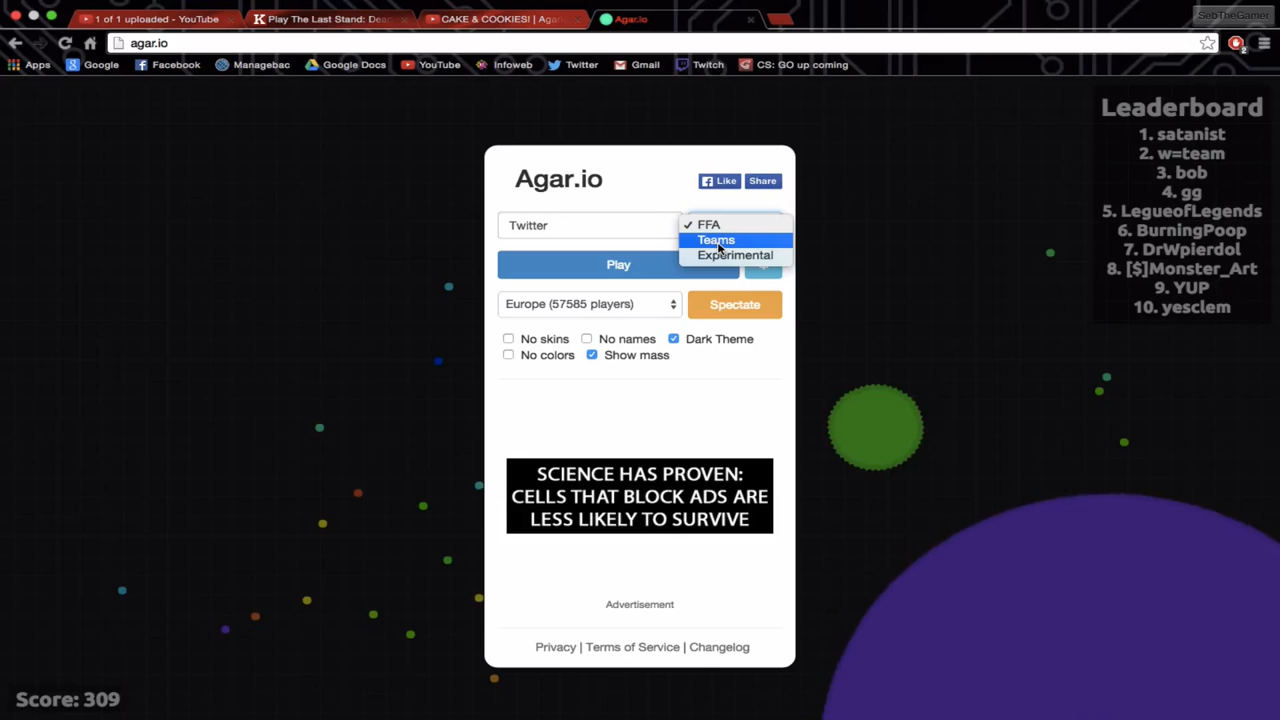 1 of 1 uploaded - YouTube
Play The Last Stand: Dea
CAKE & COOKIES! | Agar
Agar.io
SebTheGamer
agar.io
2
Apps
Google
Facebook
Managebac
Google Docs
YouTube
Infoweb
Twitter
Gmail
Twitch
CS: GO up coming
Leaderboard
1. satanist
2. w=team
3. bob
4. gg
5. LegueofLegends
6. BurningPoop
7. DrWpierdol
8. [$]Monster_Art
9. YUP
10. yesclem
Agar.io
Like
Share
Twitter
FFA
Teams
Experimental
Play
Europe (57585 players)
Spectate
No skins
No names
Dark Theme
No colors
Show mass
SCIENCE HAS PROVEN:
CELLS THAT BLOCK ADS ARE
LESS LIKELY TO SURVIVE
Advertisement
Privacy | Terms of Service | Changelog
Score: 309